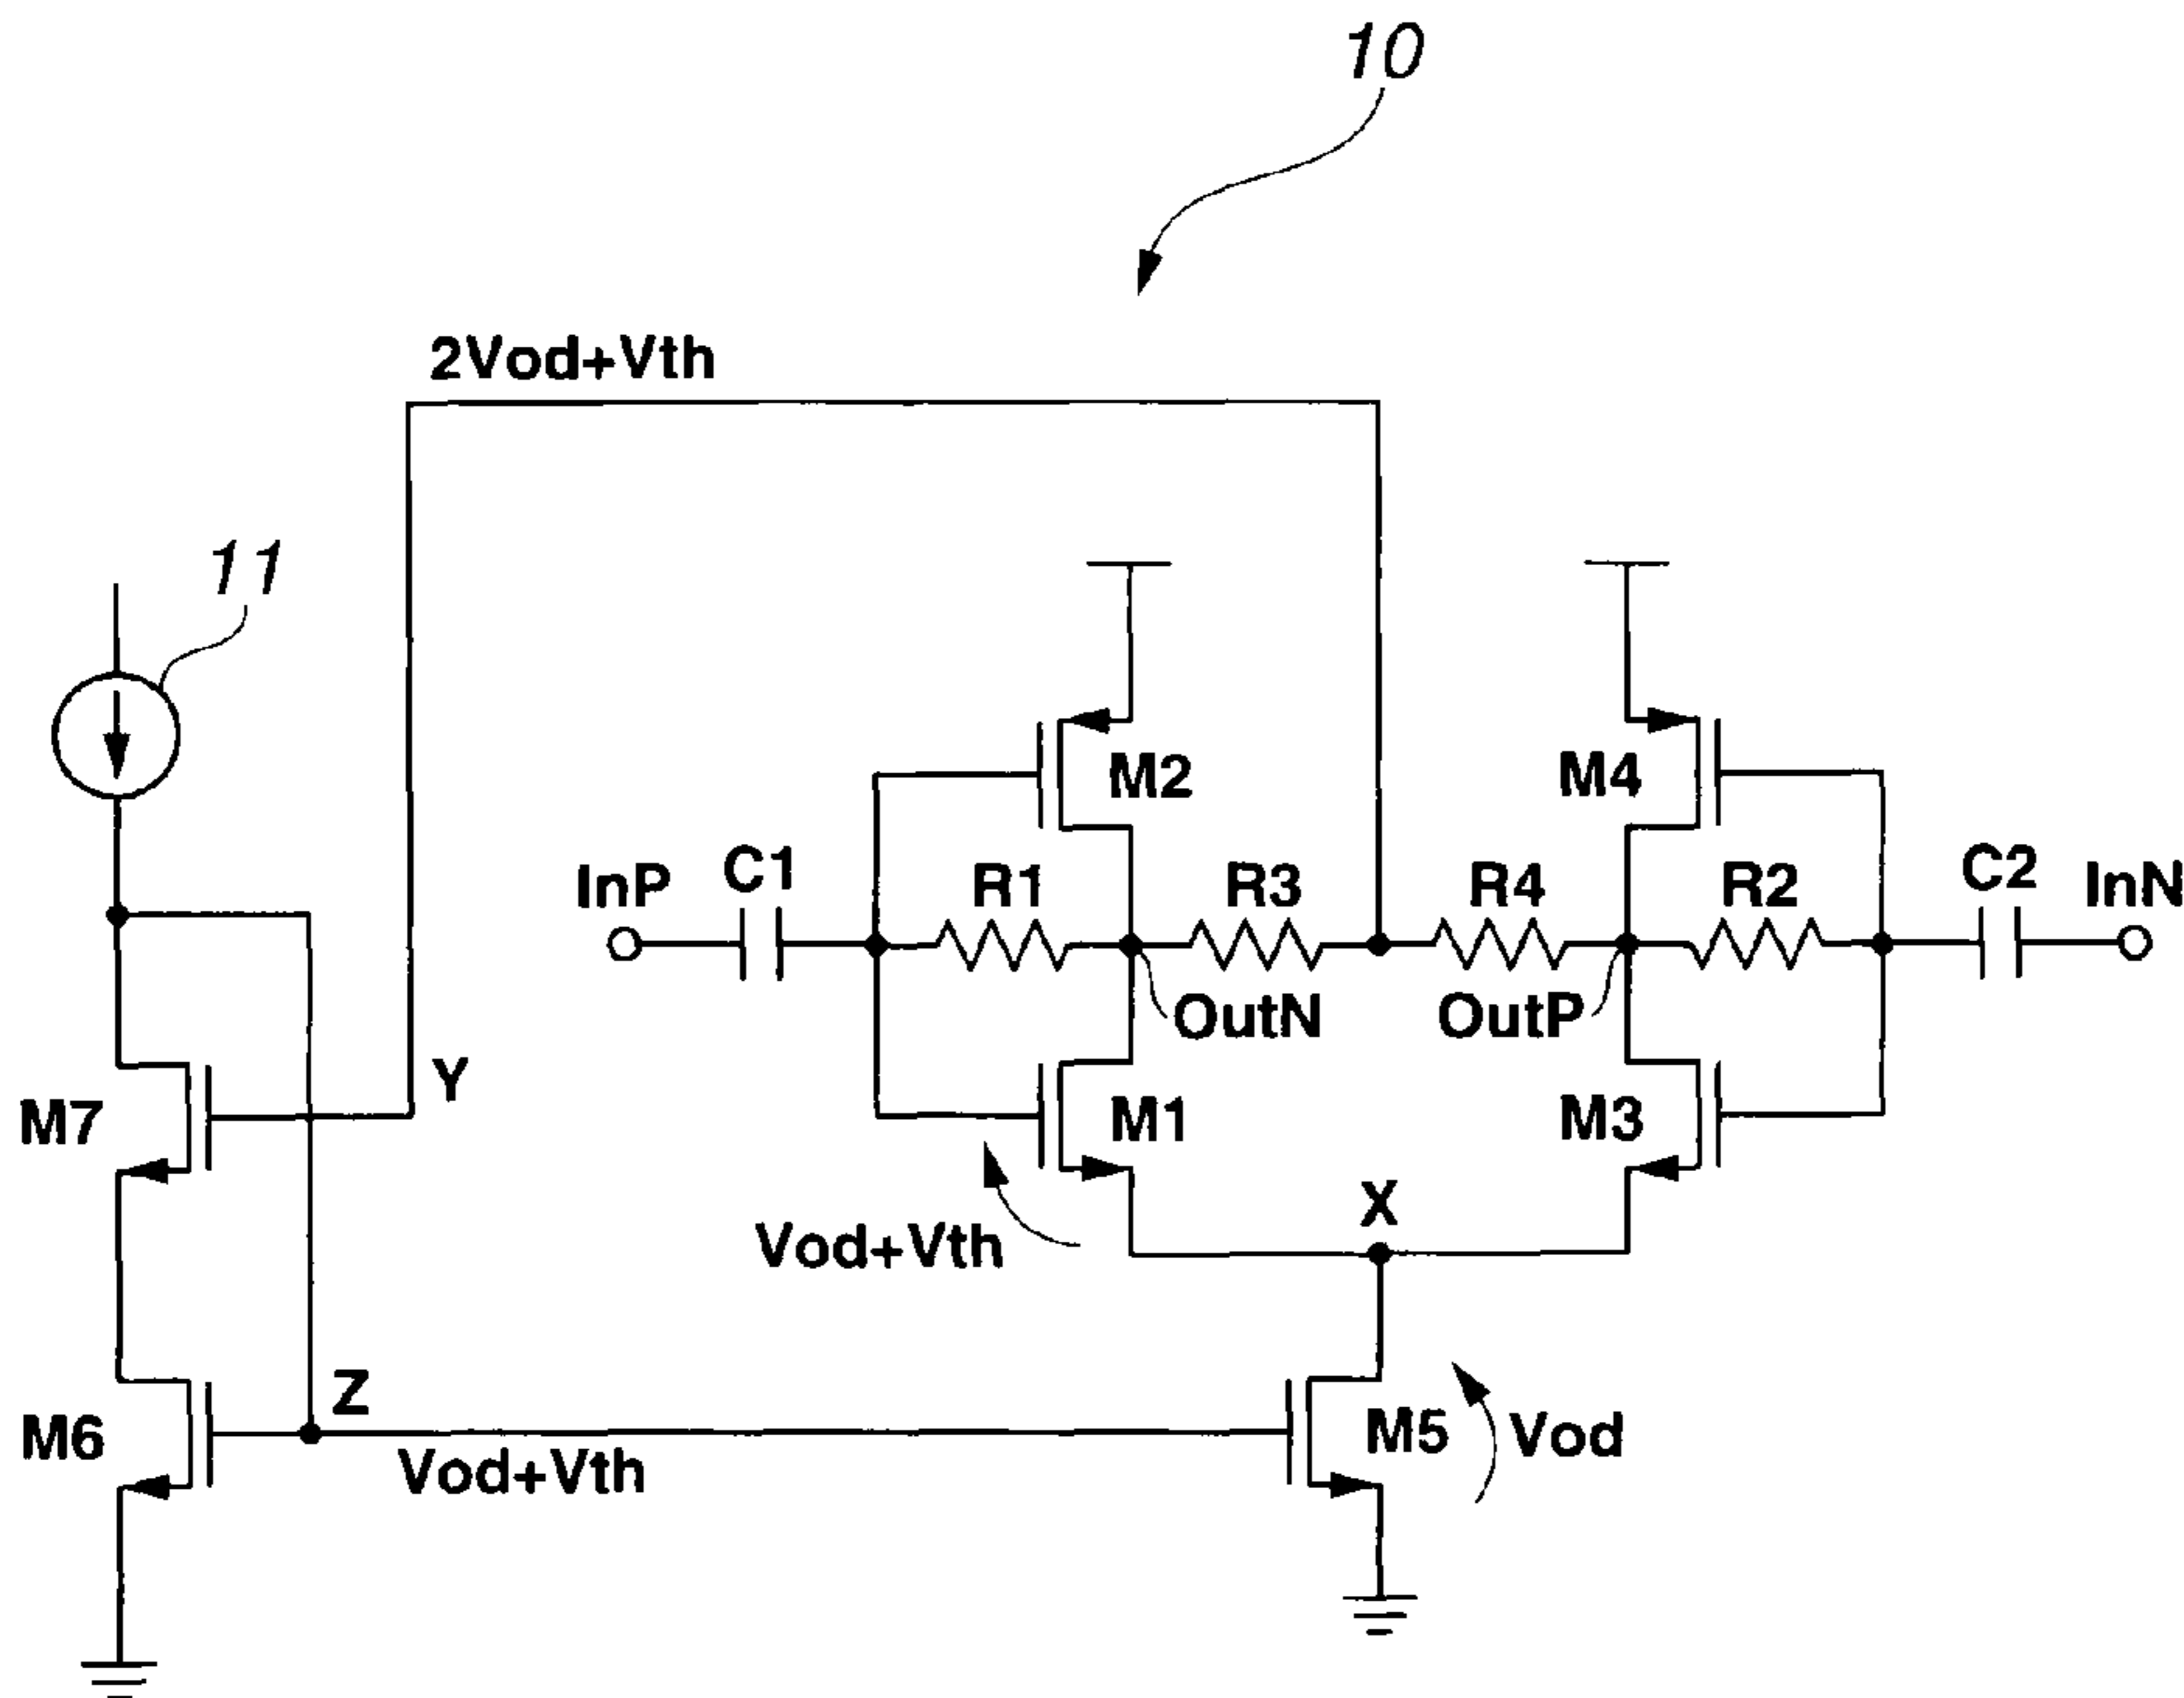 10
2Vod+Vth
11
M2
M4
InP
C1
R1
R3
R4
R2
C2
InN
OutN
OutP
Y
M7
M1
M3
X
Vod+Vth
Z
M6
M5
Vod
Vod+Vth